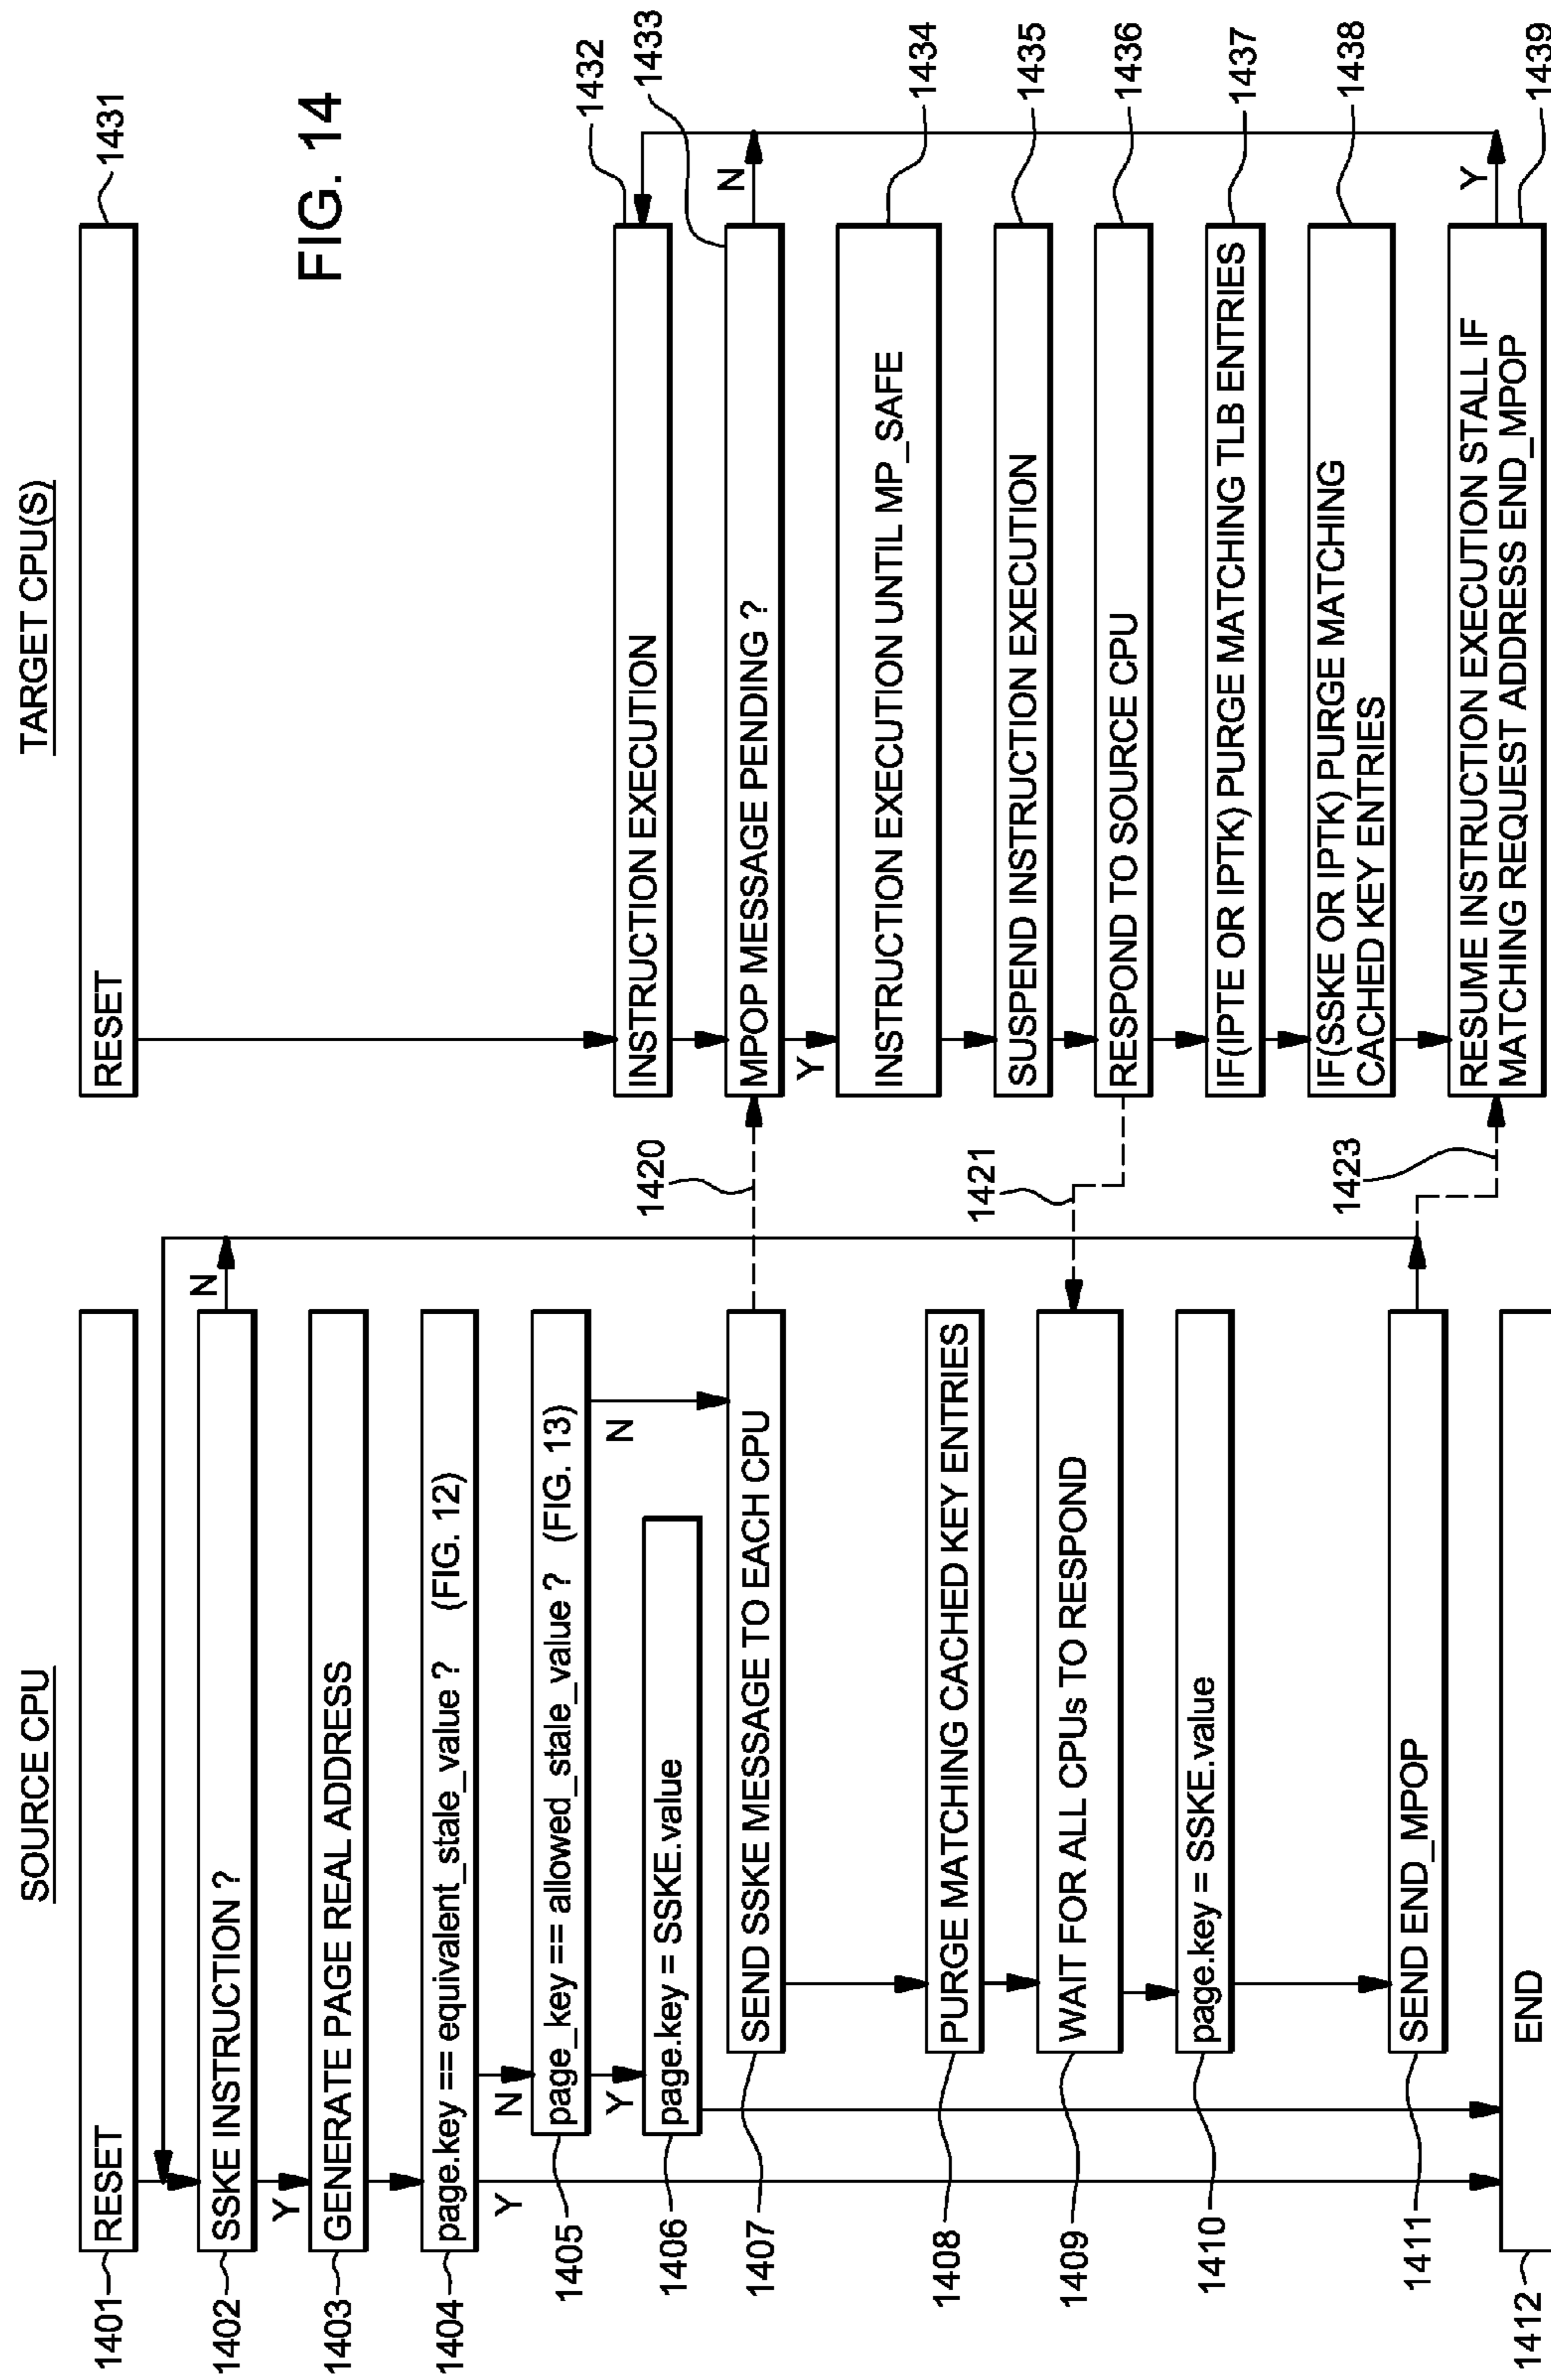 SOURCE CPU
1401
RESET
1402
SSKE INSTRUCTION ?
N
Y
1403
GENERATE PAGE REAL ADDRESS
1404
page.key == equivalent_stale_value ? (FIG. 12)
N
Y
1405
page_key == allowed_stale_value ? (FIG. 13)
Y
N
1406
page.key = SSKE.value
1407
SEND SSKE MESSAGE TO EACH CPU
1408
PURGE MATCHING CACHED KEY ENTRIES
1409
WAIT FOR ALL CPUs TO RESPOND
1410
page.key = SSKE.value
1411
SEND END_MPOP
1412
END
1420
1421
1423
TARGET CPU(S)
RESET
1431
FIG. 14
INSTRUCTION EXECUTION
1432
MPOP MESSAGE PENDING ?
1433
N
Y
INSTRUCTION EXECUTION UNTIL MP_SAFE
1434
SUSPEND INSTRUCTION EXECUTION
1435
RESPOND TO SOURCE CPU
1436
IF(IPTE OR IPTK) PURGE MATCHING TLB ENTRIES
1437
IF(SSKE OR IPTK) PURGE MATCHING
CACHED KEY ENTRIES
1438
RESUME INSTRUCTION EXECUTION STALL IF
MATCHING REQUEST ADDRESS END_MPOP
Y
1439